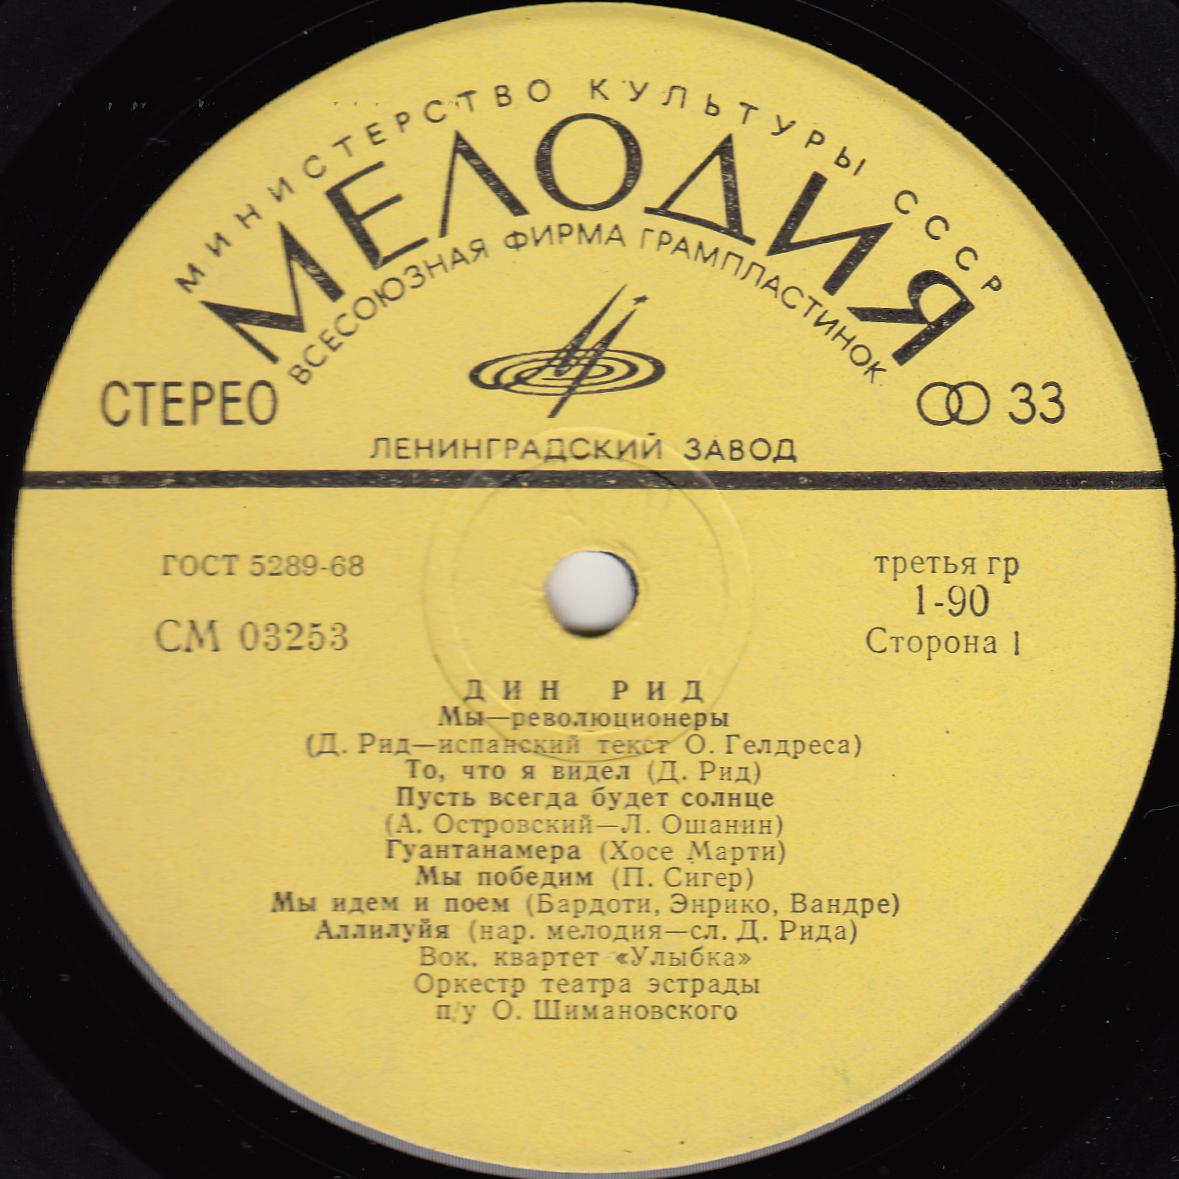 МИНИСТЕРСТВО КУЛЬТУРЫ СССР
МЕЛОДИЯ
ВСЕСОЮЗНАЯ ФИРМА ГРАМПЛАСТИНОК
СТЕРЕО
33
ЛЕНИНГРАДСКИЙ ЗАВОД
ГОСТ 5289-68
СМ 03253
третья гр
1-90
Сторона 1
ДИН РИД
Мы—революционеры
(Д. Рид—испанский текст О. Гелдреса)
То, что я видел (Д. Рид)
Пусть всегда будет солнце
(А. Островский—Л. Ошанин)
Гуантанамера (Хосе Марти)
Мы победим (П. Сигер)
Мы идем и поем (Бардоти, Энрико, Вандре)
Аллилуйя (нар. мелодия—сл. Д. Рида)
Вок. квартет «Улыбка»
Оркестр театра эстрады
п/у О. Шимановского